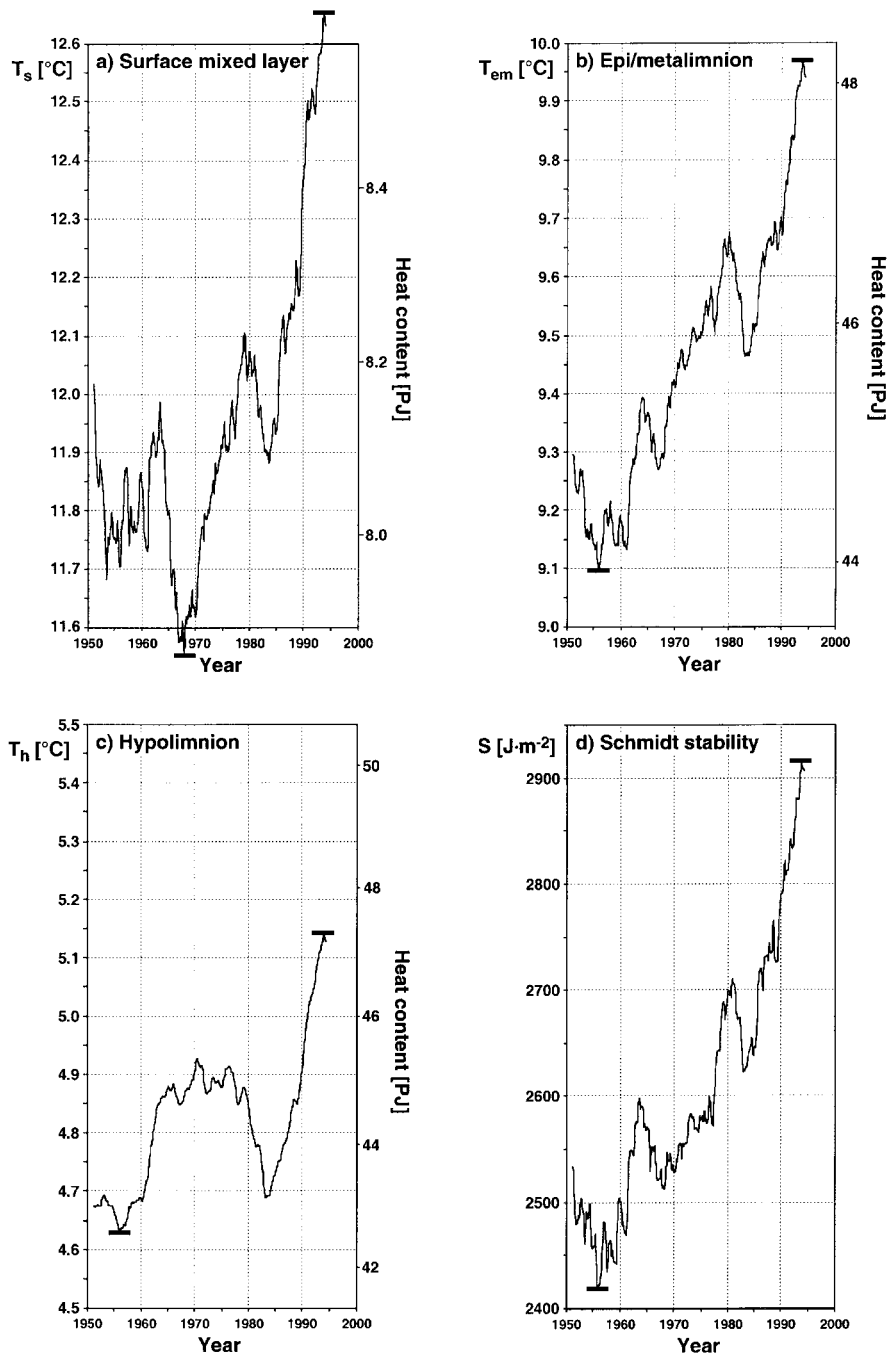 a) Surface mixed layer
Tₛ [°C]
12.6
12.5
12.4
12.3
12.2
12.1
12.0
11.9
11.8
11.7
11.6
8.4
8.2
8.0
Heat content [PJ]
1950 1960 1970 1980 1990 2000
Year
b) Epi/metalimnion
Tₑₘ [°C]
10.0
9.9
9.8
9.7
9.6
9.5
9.4
9.3
9.2
9.1
9.0
48
46
44
Heat content [PJ]
1950 1960 1970 1980 1990 2000
Year
c) Hypolimnion
Tₕ [°C]
5.5
5.4
5.3
5.2
5.1
5.0
4.9
4.8
4.7
4.6
4.5
50
48
46
44
42
Heat content [PJ]
1950 1960 1970 1980 1990 2000
Year
d) Schmidt stability
S [J·m⁻²]
2900
2800
2700
2600
2500
2400
1950 1960 1970 1980 1990 2000
Year